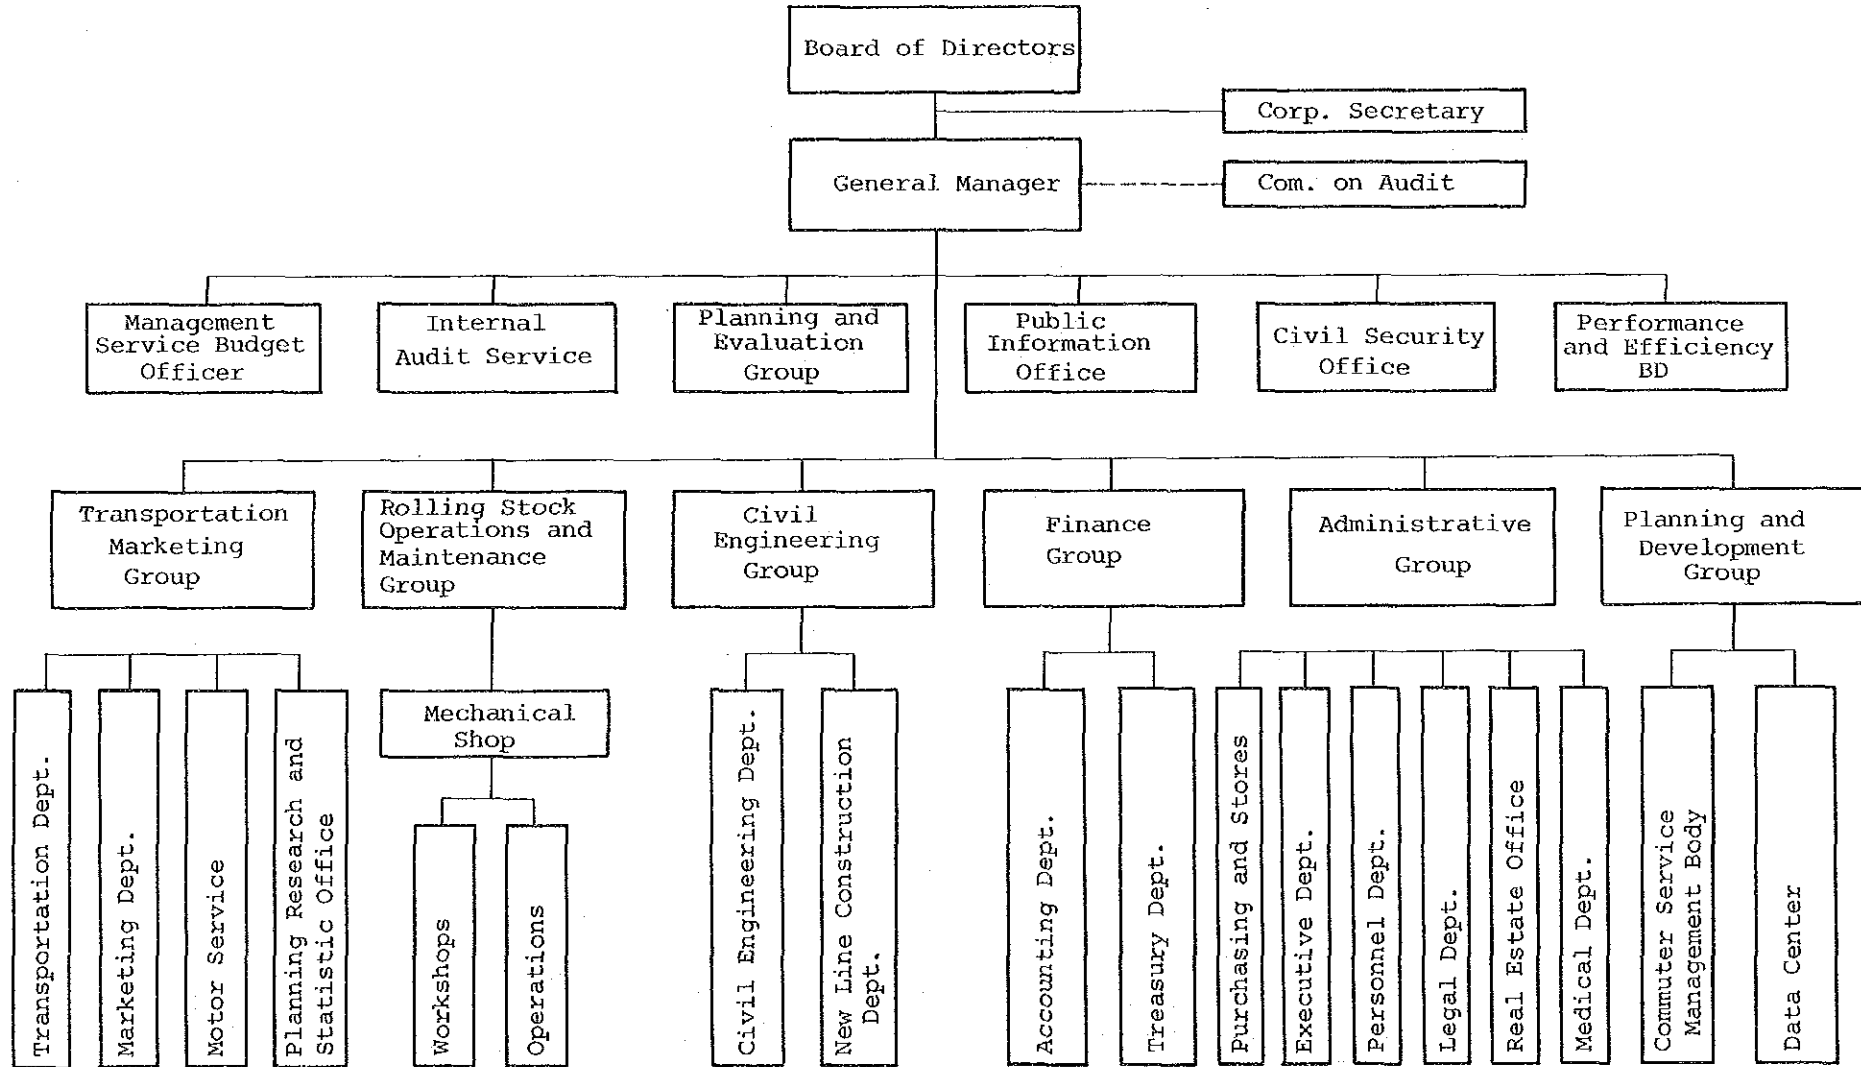 Board of Directors
Corp. Secretary
General Manager
Com. on Audit
Management
Service Budget
Officer
Internal
Audit Service
Planning and
Evaluation
Group
Public
Information
Office
Civil Security
Office
Performance
and Efficiency
BD
Transportation
Marketing
Group
Rolling Stock
Operations and
Maintenance
Group
Civil
Engineering
Group
Finance
Group
Administrative
Group
Planning and
Development
Group
Transportation Dept.
Marketing Dept.
Motor Service
Planning Research and
Statistic Office
Mechanical
Shop
Workshops
Operations
Civil Engineering Dept.
New Line Construction
Dept.
Accounting Dept.
Treasury Dept.
Purchasing and Stores
Executive Dept.
Personnel Dept.
Legal Dept.
Real Estate Office
Medical Dept.
Commuter Service
Management Body
Data Center